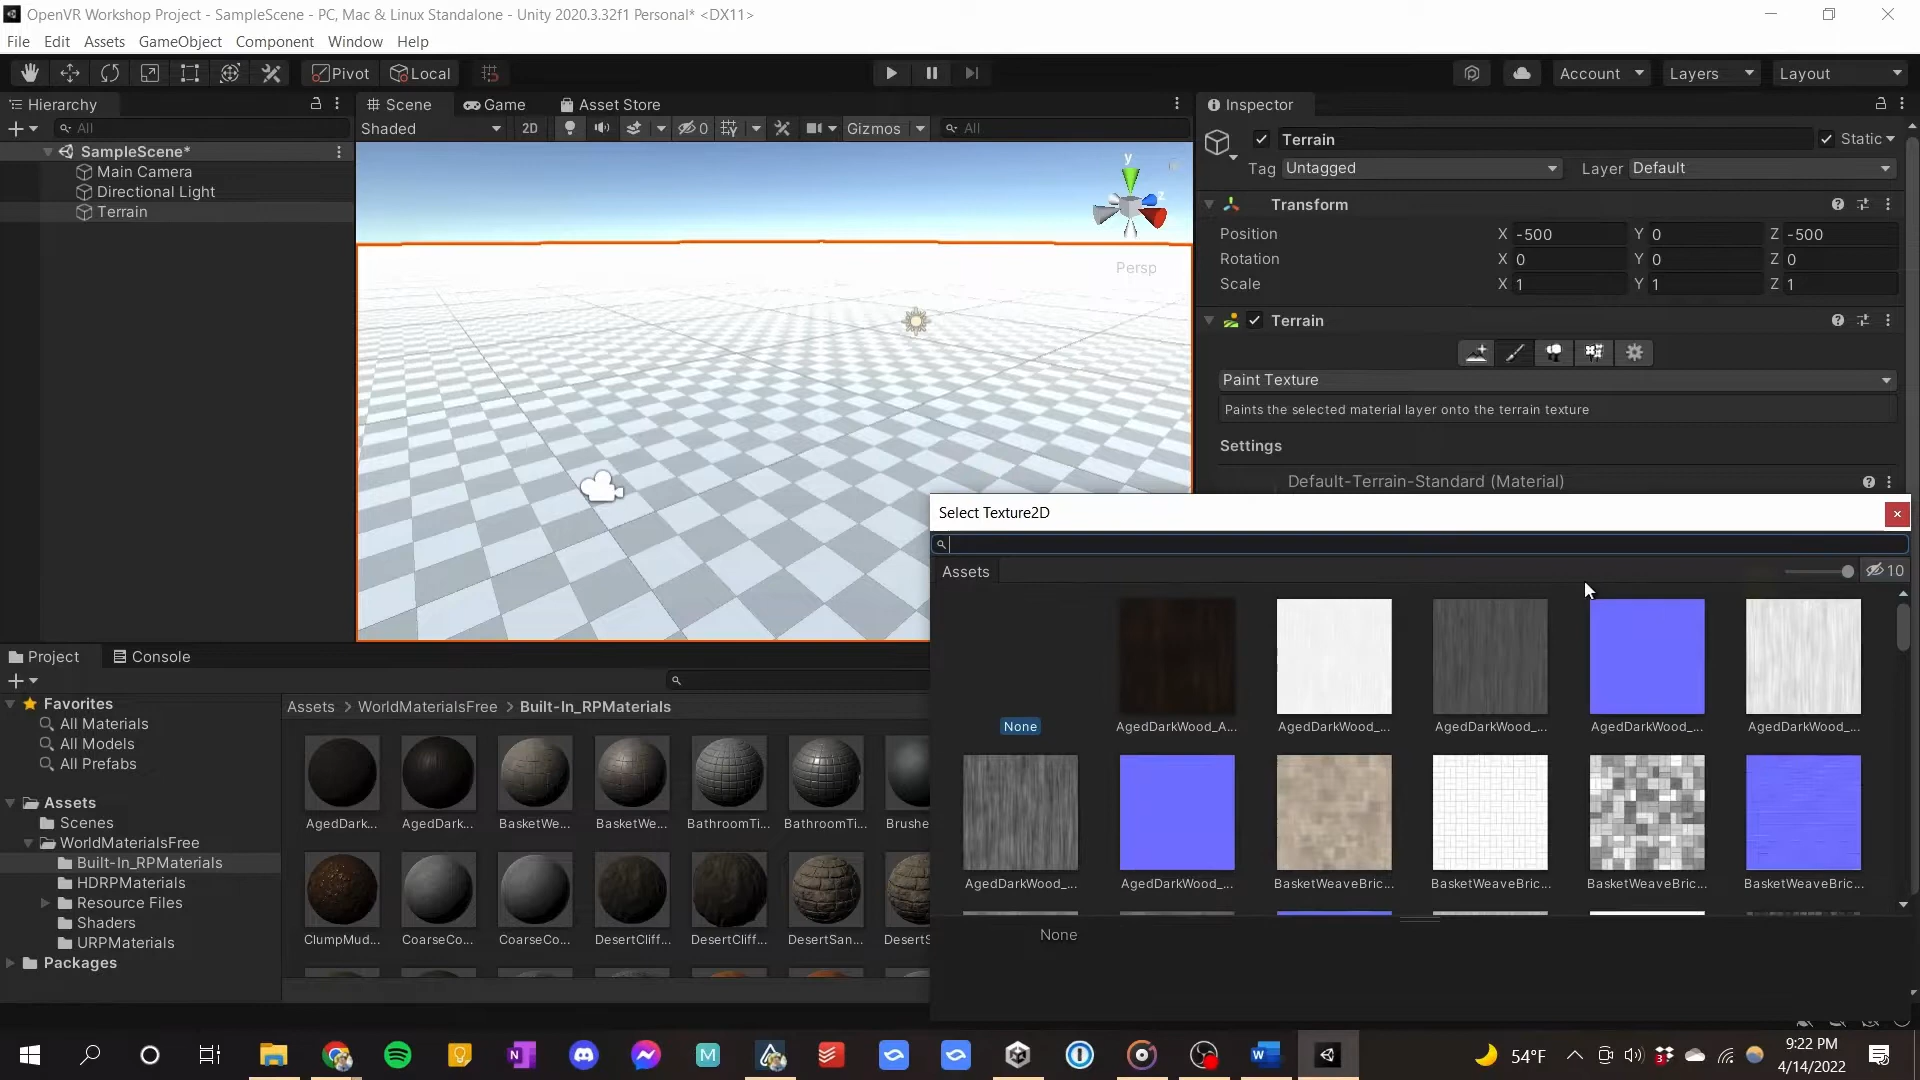 OpenVR Workshop Project - SampleScene - PC, Mac & Linux Standalone - Unity 2020.3.32f1 Personal* <DX11>
File Edit Assets GameObject Component Window Help
Pivot Local Account Layers Layout
Hierarchy
All
SampleScene*
Main Camera
Directional Light
Terrain
Scene Game Asset Store
Shaded 2D 0 Gizmos All
y
z
Persp
Inspector
Terrain Static
Tag Untagged Layer Default
Transform
Position X -500 Y 0 Z -500
Rotation X 0 Y 0 Z 0
Scale X 1 Y 1 Z 1
Terrain
Paint Texture
Paints the selected material layer onto the terrain texture
Settings
Default-Terrain-Standard (Material)
Select Texture2D
Assets 10
None AgedDarkWood_A... AgedDarkWood_... AgedDarkWood_... AgedDarkWood_... AgedDarkWood_...
AgedDarkWood_... AgedDarkWood_... BasketWeaveBric... BasketWeaveBric... BasketWeaveBric... BasketWeaveBric...
None
Project Console
Favorites
All Materials
All Models
All Prefabs
Assets
Scenes
WorldMaterialsFree
Built-In_RPMaterials
HDRPMaterials
Resource Files
Shaders
URPMaterials
Packages
Assets > WorldMaterialsFree > Built-In_RPMaterials
AgedDark... AgedDark... BasketWe... BasketWe... BathroomTi... BathroomTi... Brushe
ClumpMud... CoarseCo... CoarseCo... DesertCliff... DesertCliff... DesertSan... DesertS
54°F
9:22 PM
4/14/2022